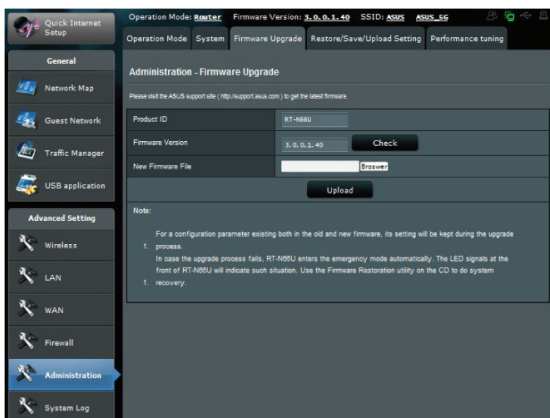 Quick Internet
Setup
Operation Mode: Router Firmware Version: 3.0.0.1.40 SSID: ASUS ASUS_5G
Operation Mode System Firmware Upgrade Restore/Save/Upload Setting Performance tuning
General
Network Map
Guest Network
Traffic Manager
USB application
Advanced Setting
Wireless
LAN
WAN
Firewall
Administration
System Log
Administration - Firmware Upgrade
Please visit the ASUS support site ( http://support.asus.com ) to get the latest firmware.
Product ID RT-N66U
Firmware Version 3.0.0.1.40 Check
New Firmware File Broswer
Upload
Note:
For a configuration parameter existing both in the old and new firmware, its setting will be kept during the upgrade
1. process.
In case the upgrade process fails, RT-N66U enters the emergency mode automatically. The LED signals at the
front of RT-N66U will indicate such situation. Use the Firmware Restoration utility on the CD to do system
1. recovery.